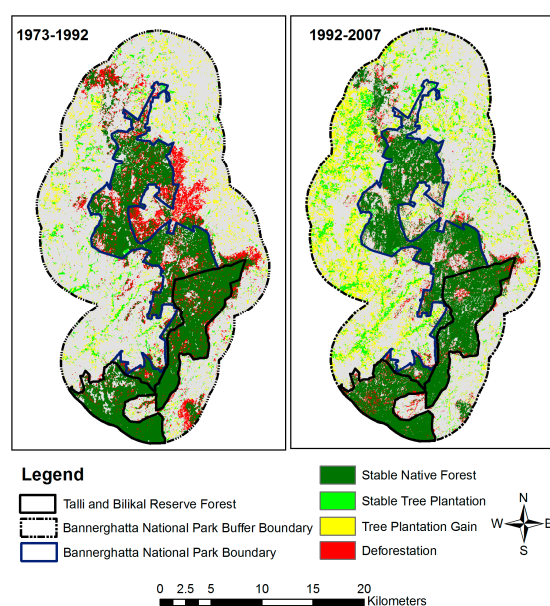 1973-1992
1992-2007
Legend
Talli and Bilikal Reserve Forest
Bannerghatta National Park Buffer Boundary
Bannerghatta National Park Boundary
Stable Native Forest
Stable Tree Plantation
Tree Plantation Gain
Deforestation
N
W E
S
0 2.5 5 10 15 20
Kilometers